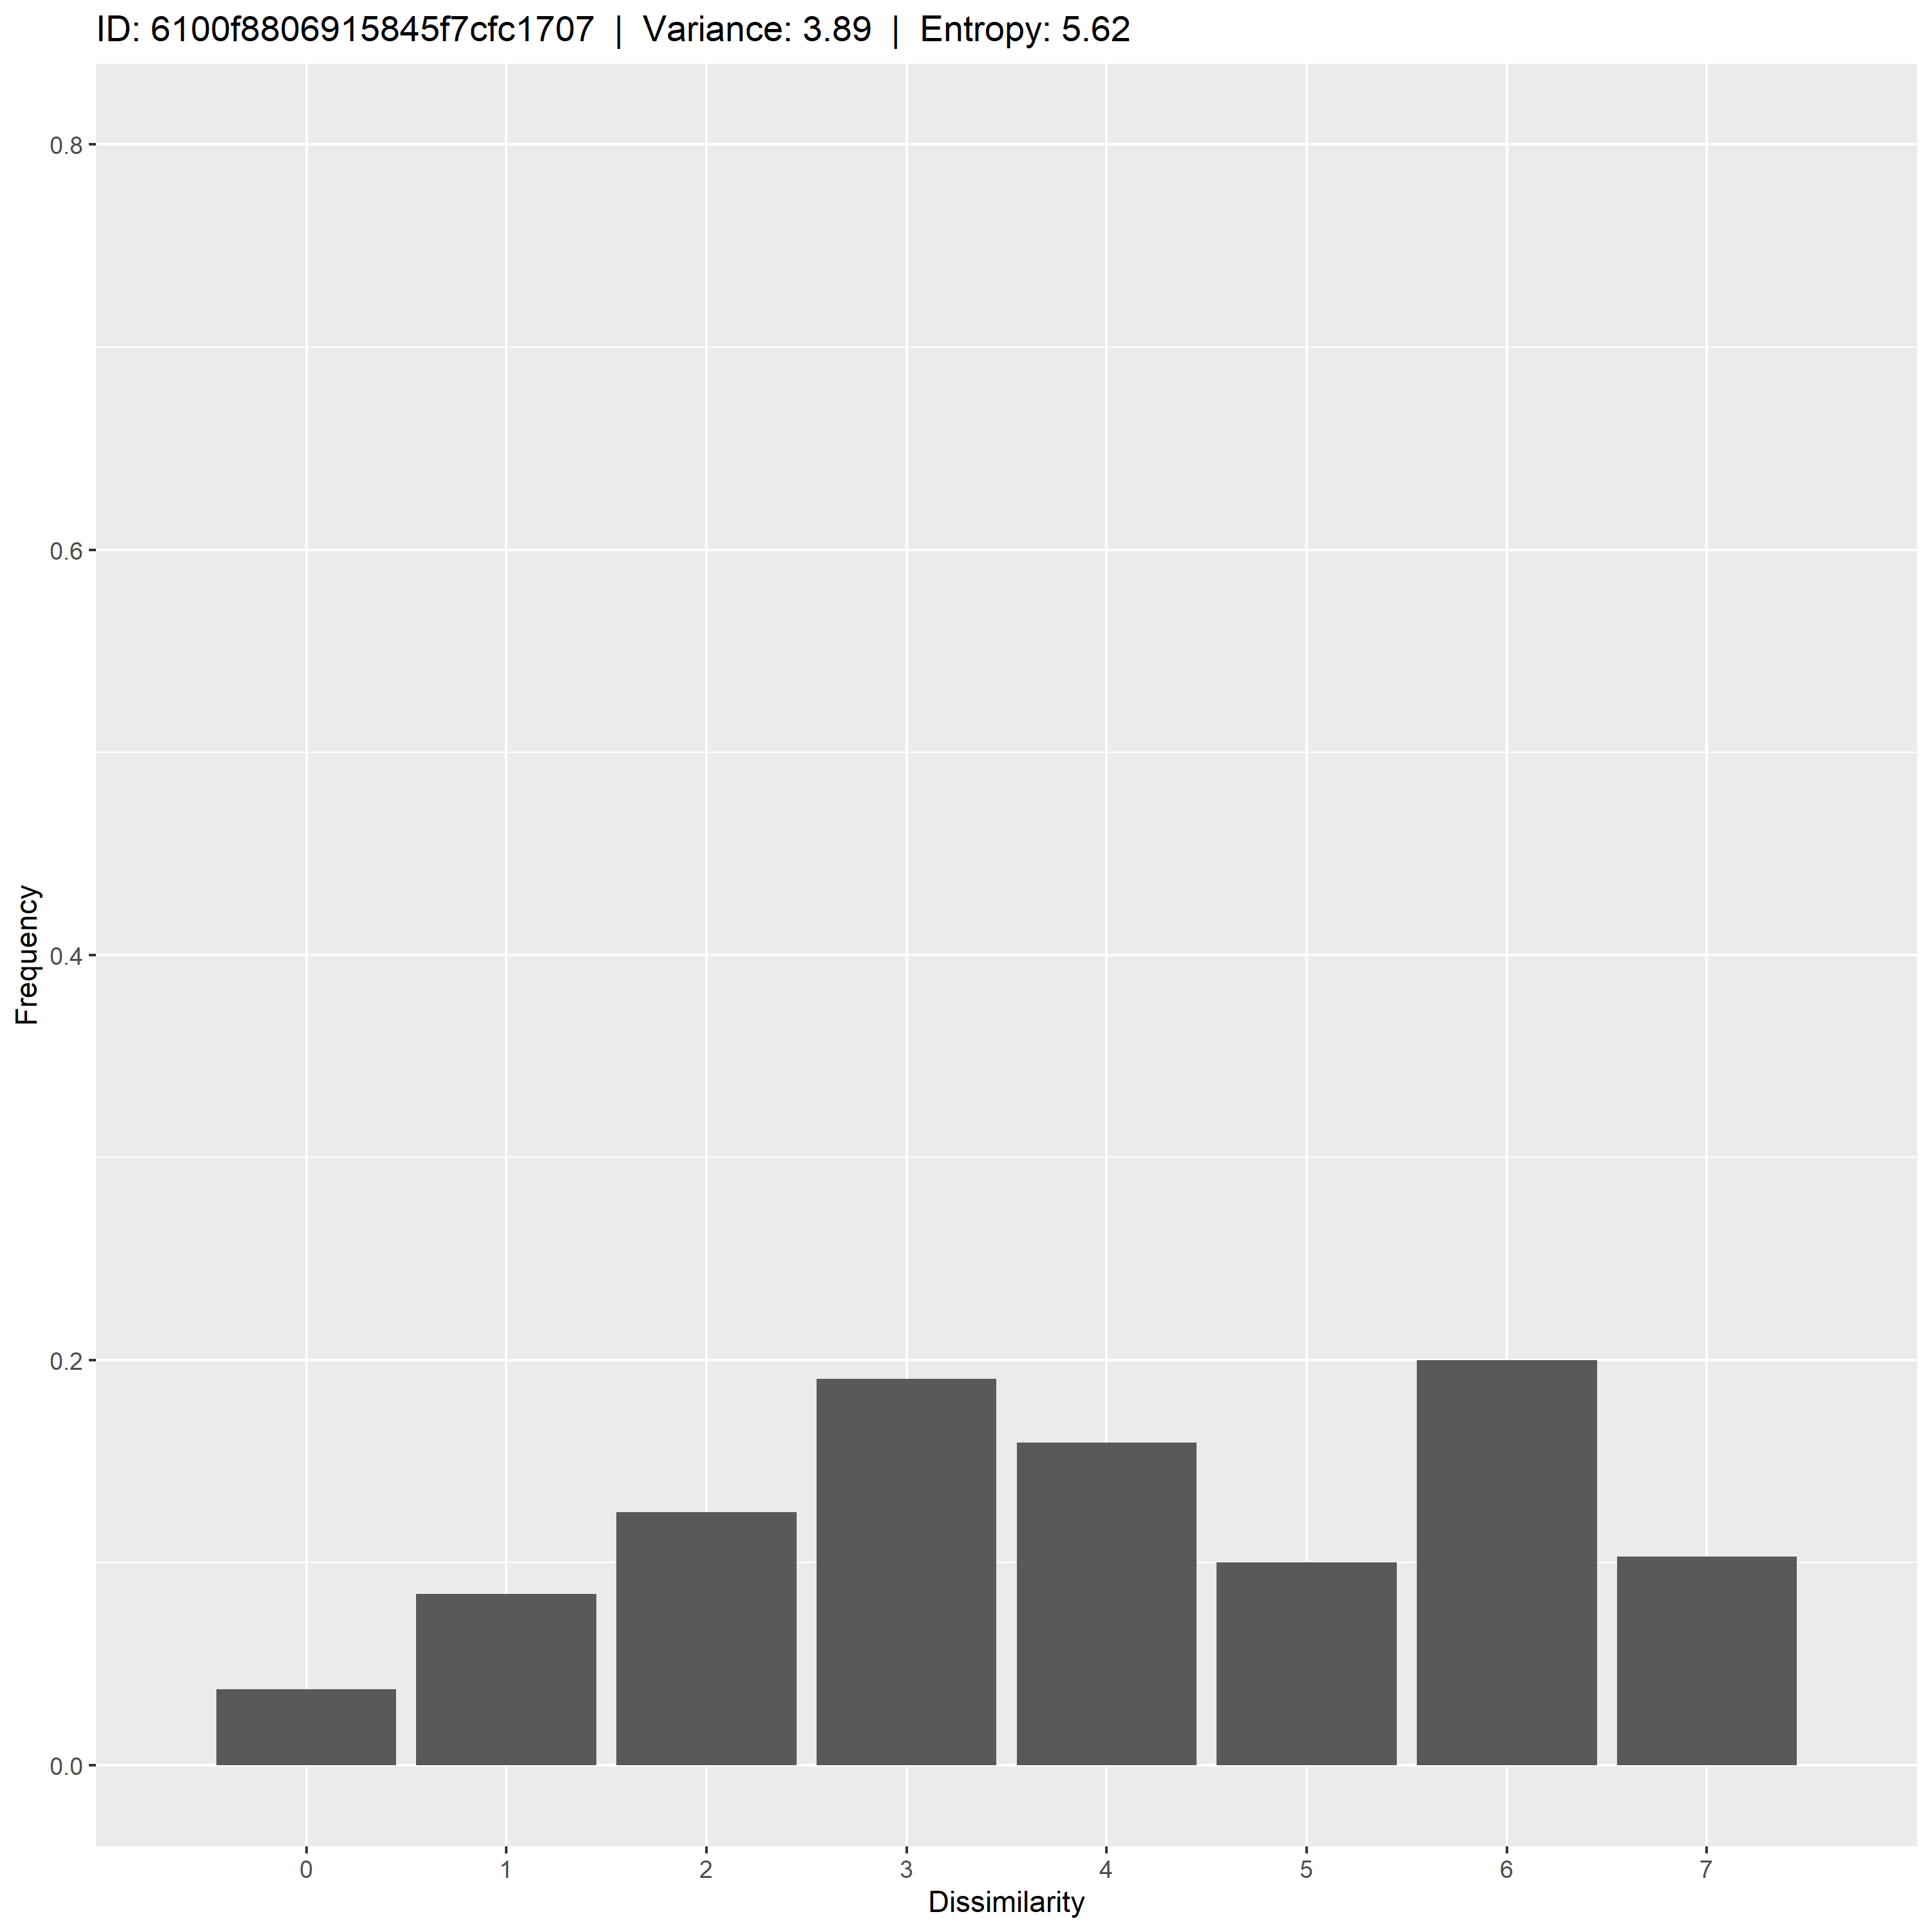 ID: 6100f8806915845f7cfc1707 | Variance: 3.89 | Entropy: 5.62
Frequency
0.8
0.6
0.4
0.2
0.0
0 1 2 3 4 5 6 7
Dissimilarity